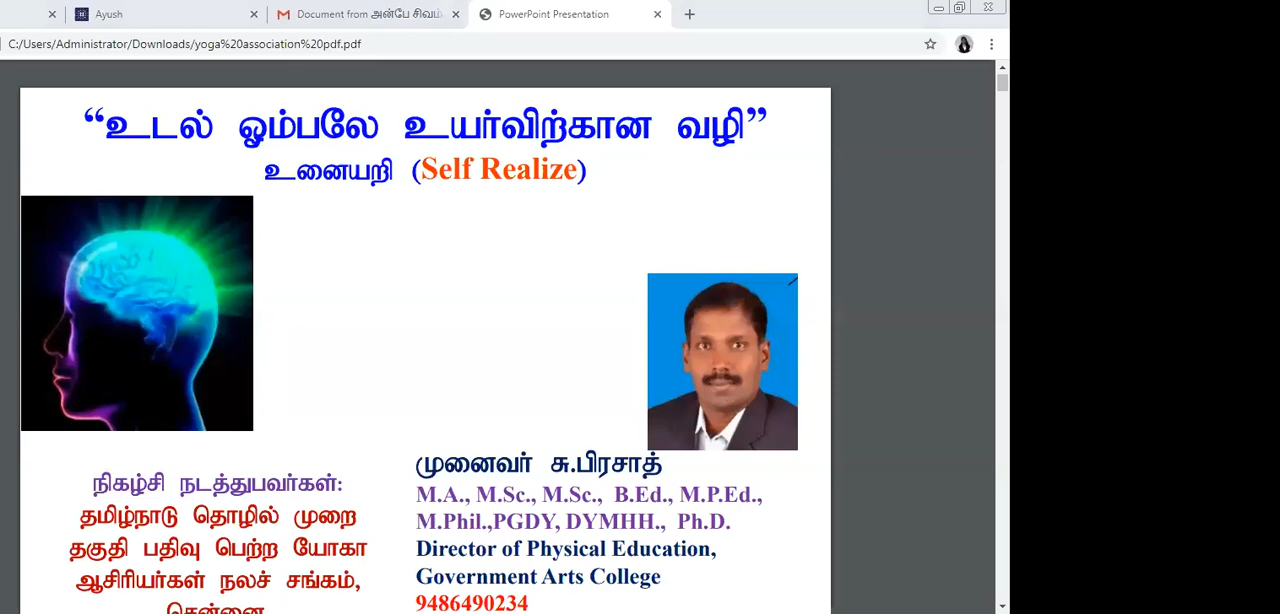 Ayush
Document from அன்பே சிவம்
PowerPoint Presentation
C:/Users/Administrator/Downloads/yoga%20association%20pdf.pdf
“உடல் ஓம்பலே உயர்விற்கான வழி”
உனையறி (Self Realize)
முனைவர் சு.பிரசாத்
M.A., M.Sc., M.Sc., B.Ed., M.P.Ed.,
M.Phil.,PGDY, DYMHH., Ph.D.
Director of Physical Education,
Government Arts College
9486490234
நிகழ்சி நடத்துபவர்கள்:
தமிழ்நாடு தொழில் முறை
தகுதி பதிவு பெற்ற யோகா
ஆசிரியர்கள் நலச் சங்கம்,
சென்னை